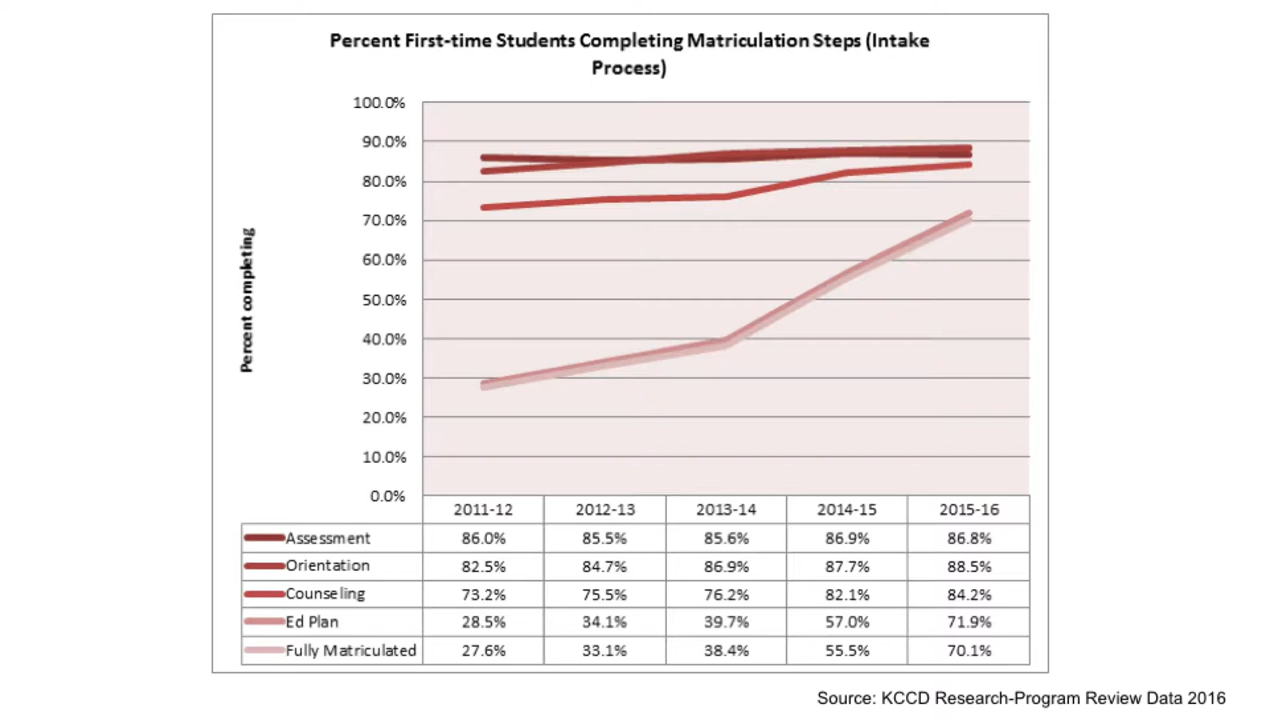 Percent First-time Students Completing Matriculation Steps (Intake
Process)
Percent completing
100.0%
90.0%
80.0%
70.0%
60.0%
50.0%
40.0%
30.0%
20.0%
10.0%
0.0%
2011-12 2012-13 2013-14 2014-15 2015-16
Assessment 86.0% 85.5% 85.6% 86.9% 86.8%
Orientation 82.5% 84.7% 86.9% 87.7% 88.5%
Counseling 73.2% 75.5% 76.2% 82.1% 84.2%
Ed Plan 28.5% 34.1% 39.7% 57.0% 71.9%
Fully Matriculated 27.6% 33.1% 38.4% 55.5% 70.1%
Source: KCCD Research-Program Review Data 2016